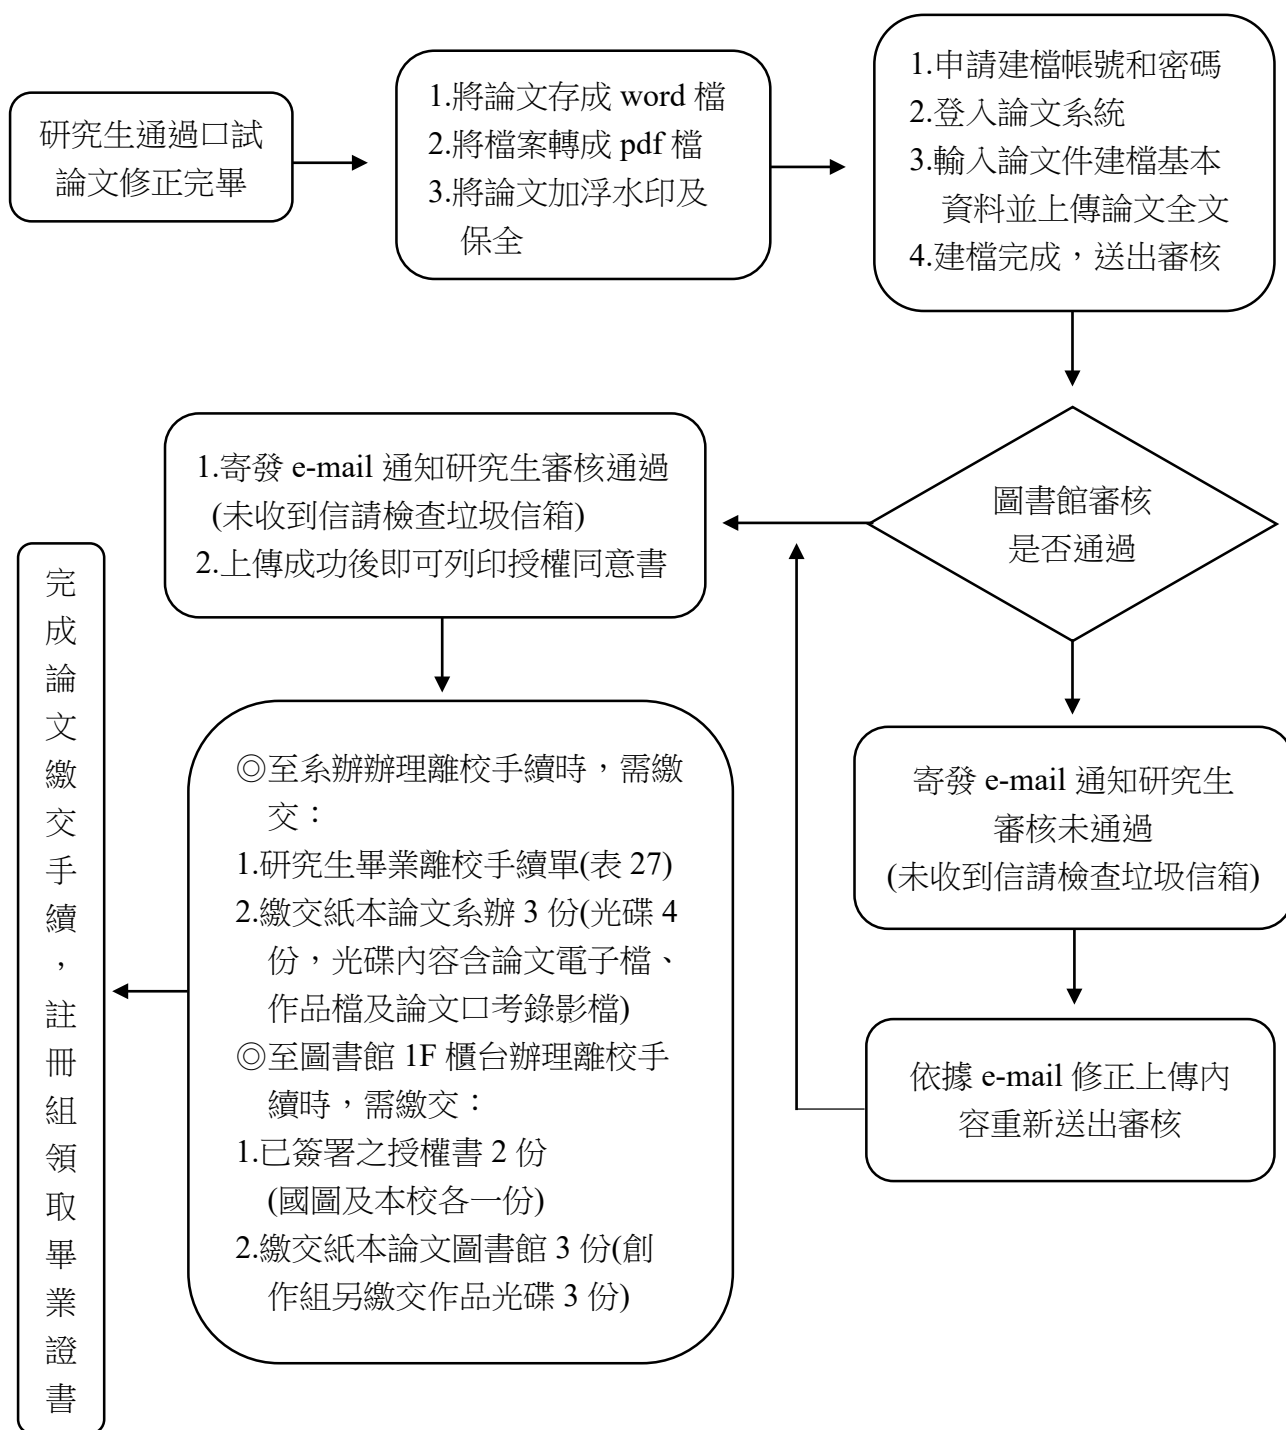 研究生通過口試
論文修正完畢
1.將論文存成 word 檔
2.將檔案轉成 pdf 檔
3.將論文加浮水印及
保全
1.申請建檔帳號和密碼
2.登入論文系統
3.輸入論文件建檔基本
資料並上傳論文全文
4.建檔完成，送出審核
圖書館審核
是否通過
1.寄發 e-mail 通知研究生審核通過
(未收到信請檢查垃圾信箱)
2.上傳成功後即可列印授權同意書
寄發 e-mail 通知研究生
審核未通過
(未收到信請檢查垃圾信箱)
依據 e-mail 修正上傳內
容重新送出審核
◎至系辦辦理離校手續時，需繳
交：
1.研究生畢業離校手續單(表 27)
2.繳交紙本論文系辦 3 份(光碟 4
份，光碟內容含論文電子檔、
作品檔及論文口考錄影檔)
◎至圖書館 1F 櫃台辦理離校手
續時，需繳交：
1.已簽署之授權書 2 份
(國圖及本校各一份)
2.繳交紙本論文圖書館 3 份(創
作組另繳交作品光碟 3 份)
完成論文繳交手續，註冊組領取畢業證書